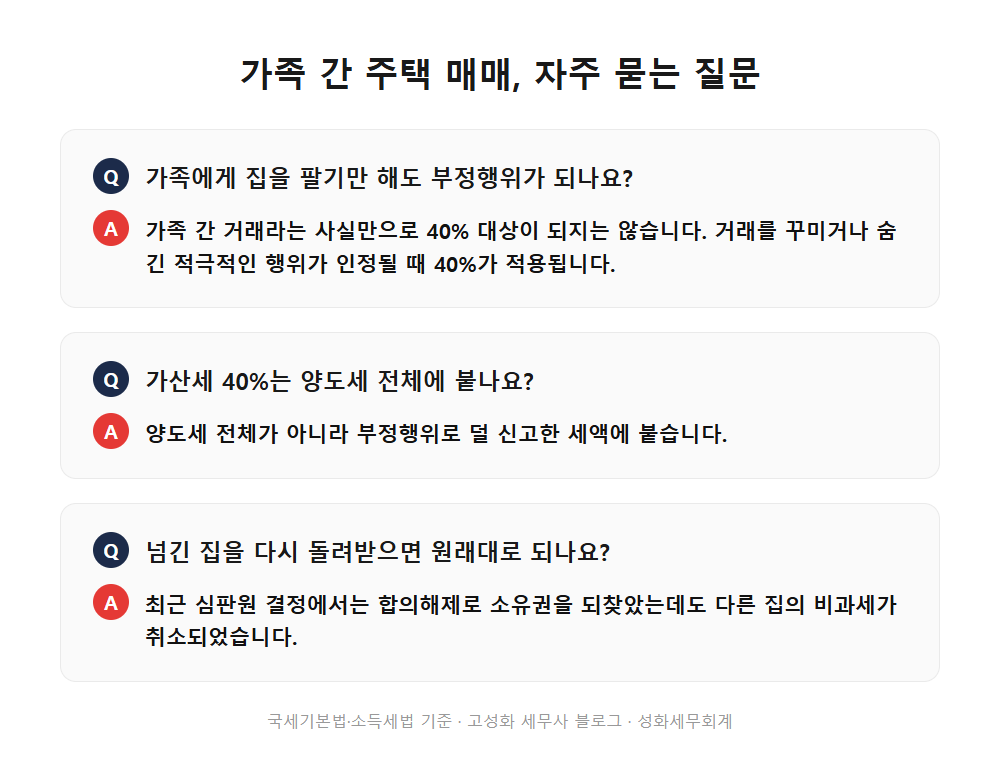 가족 간 주택 매매, 자주 묻는 질문
Q 가족에게 집을 팔기만 해도 부정행위가 되나요?
A 가족 간 거래라는 사실만으로 40% 대상이 되지는 않습니다. 거래를 꾸미거나 숨
긴 적극적인 행위가 인정될 때 40%가 적용됩니다.
Q 가산세 40%는 양도세 전체에 붙나요?
A 양도세 전체가 아니라 부정행위로 덜 신고한 세액에 붙습니다.
Q 넘긴 집을 다시 돌려받으면 원래대로 되나요?
A 최근 심판원 결정에서는 합의해제로 소유권을 되찾았는데도 다른 집의 비과세가
취소되었습니다.
국세기본법·소득세법 기준 · 고성화 세무사 블로그 · 성화세무회계